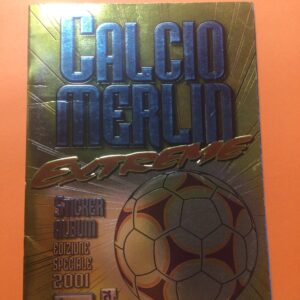 CALCIO
MERLIN
EXTREME
STICKER
ALBUM
EDIZIONE
SPECIALE
2001